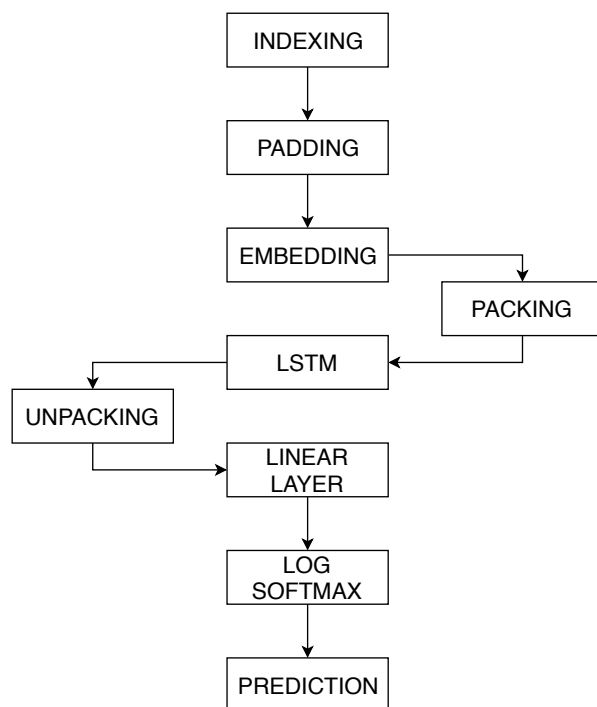 INDEXING
PADDING
EMBEDDING
PACKING
LSTM
UNPACKING
LINEAR
LAYER
LOG
SOFTMAX
PREDICTION